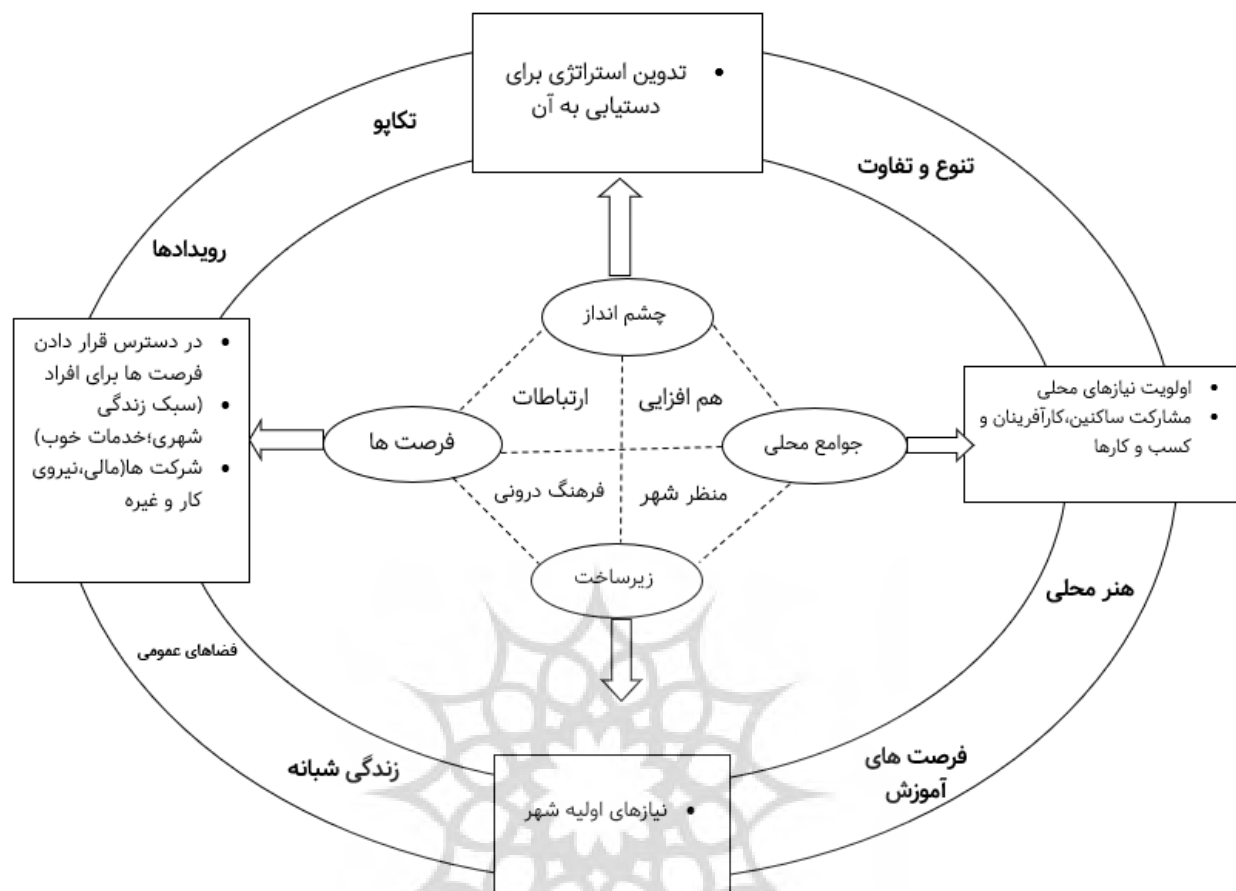 • تدوین استراتژی برای
دستیابی به آن
تکاپو
تنوع و تفاوت
رویدادها
چشم انداز
• در دسترس قرار دادن
فرصت ها برای افراد
• (سبک زندگی
شهری؛خدمات خوب)
• شرکت ها(مالی،نیروی
کار و غیره
ارتباطات
هم افزایی
فرصت ها
جوامع محلی
• اولویت نیازهای محلی
• مشارکت ساکنین،کارآفرینان و
کسب و کارها
فرهنگ درونی
منظر شهر
زیرساخت
هنر محلی
فضاهای عمومی
زندگی شبانه
فرصت های
آموزش
• نیازهای اولیه شهر